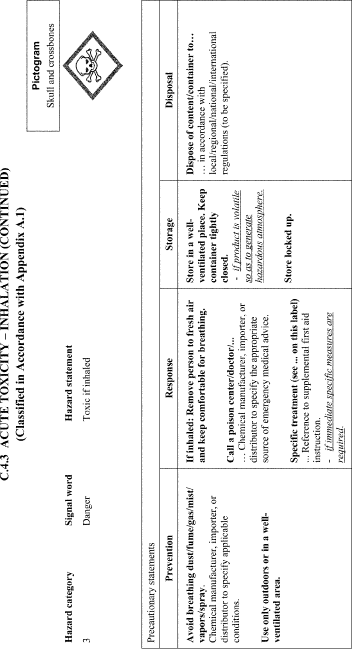 C.4.3 ACUTE TOXICITY – INHALATION (CONTINUED)
(Classified in Accordance with Appendix A.1)
Pictogram
Skull and crossbones
Hazard category
Signal word
Hazard statement
3
Danger
Toxic if inhaled
Precautionary statements
Prevention
Response
Storage
Disposal
Avoid breathing dust/fume/gas/mist/
vapors/spray.
Chemical manufacturer, importer, or
distributor to specify applicable
conditions.
Use only outdoors or in a well-
ventilated area.
If inhaled: Remove person to fresh air
and keep comfortable for breathing.
Call a poison center/doctor/...
… Chemical manufacturer, importer, or
distributor to specify the appropriate
source of emergency medical advice.
Specific treatment (see ... on this label)
... Reference to supplemental first aid
instruction.
- if immediate specific measures are
required.
Store in a well-
ventilated place. Keep
container tightly
closed.
- if product is volatile
so as to generate
hazardous atmosphere.
Store locked up.
Dispose of content/container to…
… in accordance with
local/regional/national/international
regulations (to be specified).